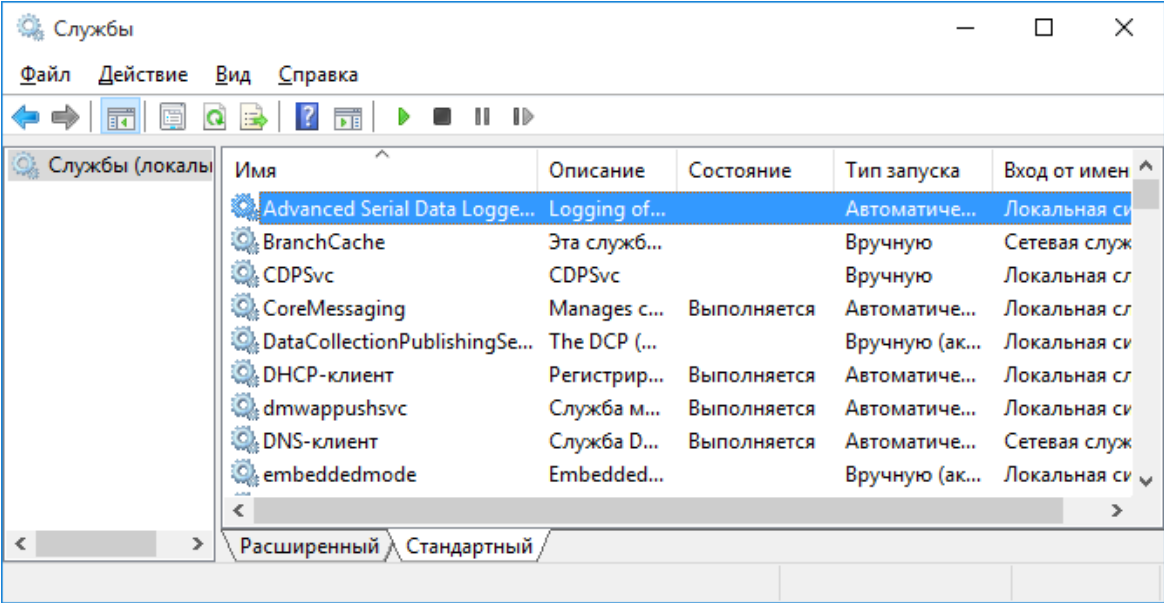 Службы
Файл Действие Вид Справка
Службы (локалы
Имя Описание Состояние Тип запуска Вход от имен
Advanced Serial Data Logge... Logging of... Автоматиче... Локальная си
BranchCache Эта служб... Вручную Сетевая служ
CDPSvc CDPSvc Вручную Локальная сл
CoreMessaging Manages c... Выполняется Автоматиче... Локальная сл
DataCollectionPublishingSe... The DCP (... Вручную (ак... Локальная си
DHCP-клиент Регистрир... Выполняется Автоматиче... Локальная сл
dmwappushsvc Служба м... Выполняется Автоматиче... Локальная си
DNS-клиент Служба D... Выполняется Автоматиче... Сетевая служ
embeddedmode Embedded... Вручную (ак... Локальная си
Расширенный Стандартный